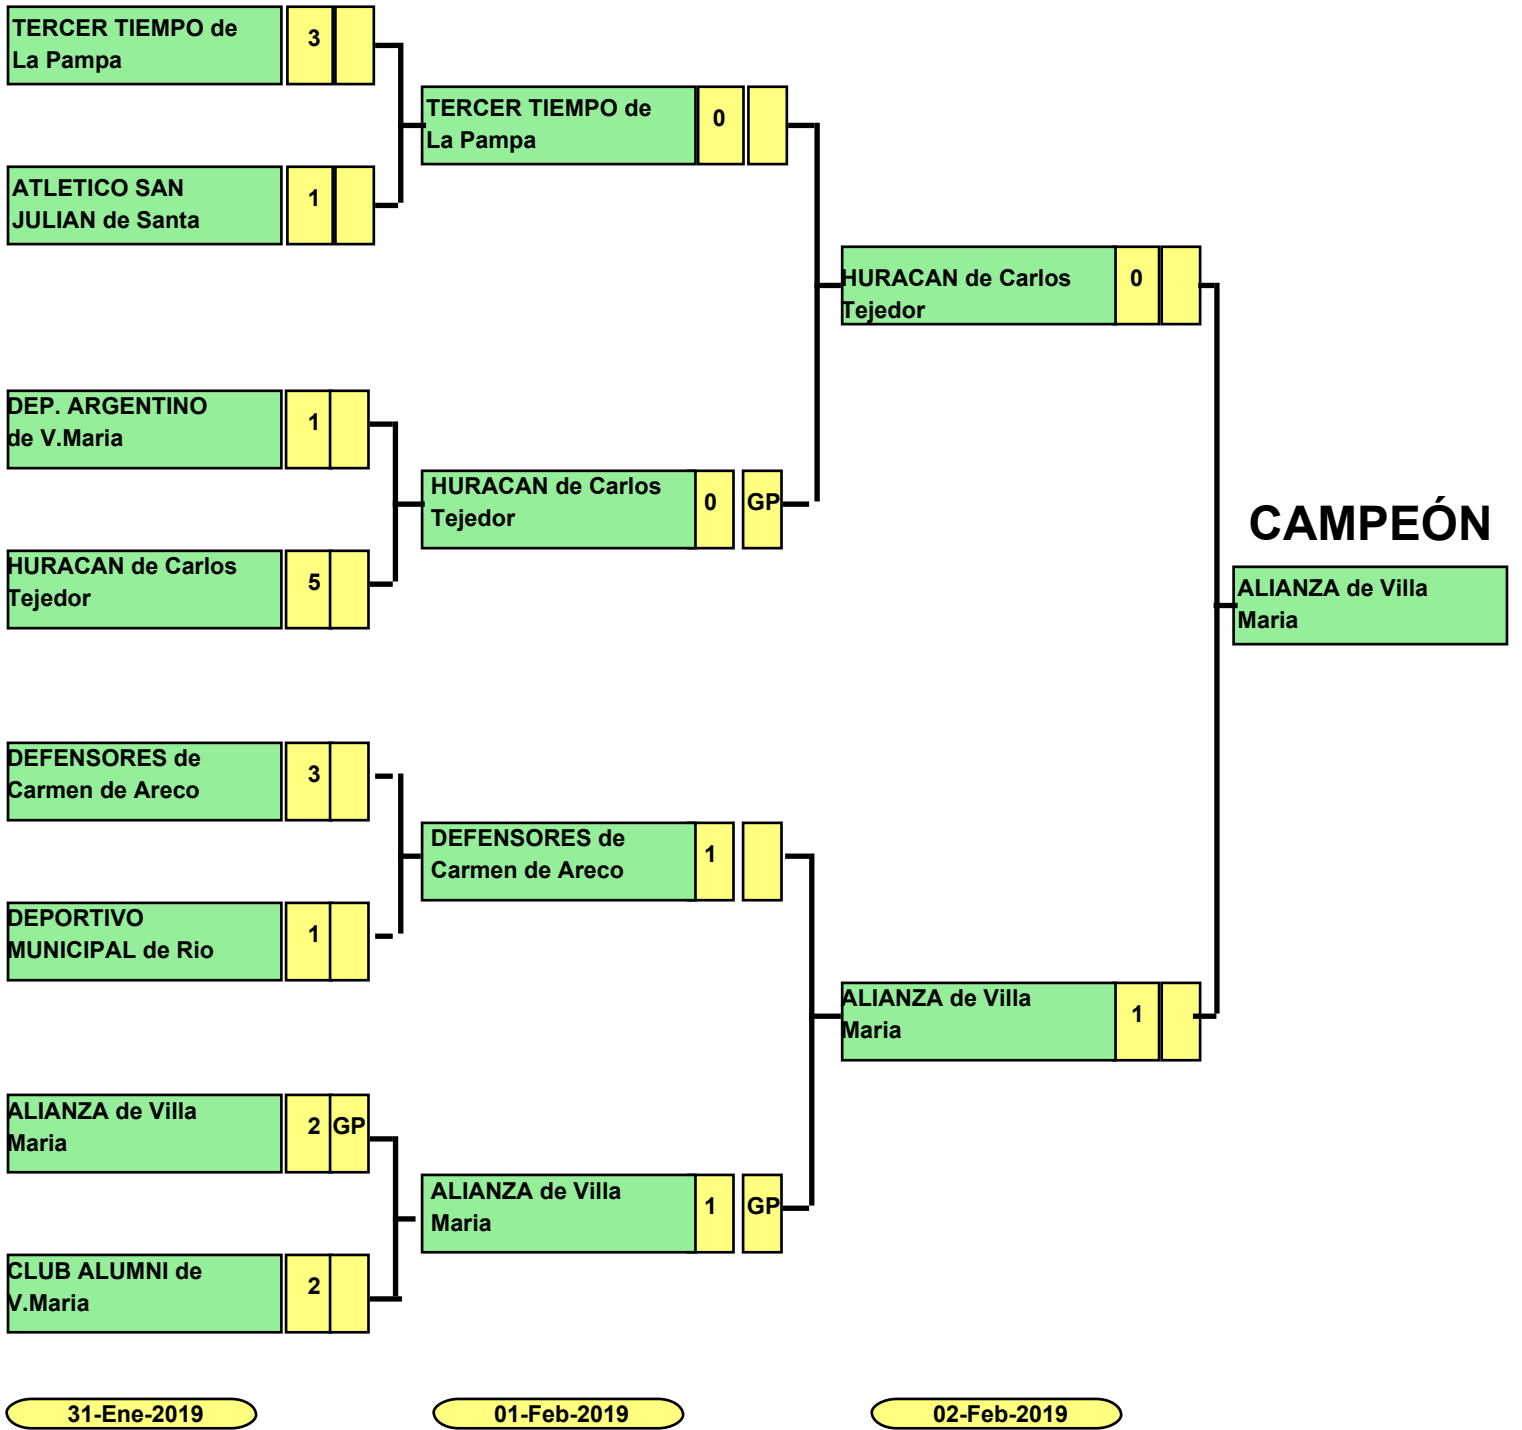 TERCER TIEMPO de
La Pampa
3
ATLETICO SAN
JULIAN de Santa
1
DEP. ARGENTINO
de V.Maria
1
HURACAN de Carlos
Tejedor
5
DEFENSORES de
Carmen de Areco
3
DEPORTIVO
MUNICIPAL de Rio
1
ALIANZA de Villa
Maria
2 GP
CLUB ALUMNI de
V.Maria
2
31-Ene-2019
TERCER TIEMPO de
La Pampa
0
HURACAN de Carlos
Tejedor
0 GP
DEFENSORES de
Carmen de Areco
1
ALIANZA de Villa
Maria
1 GP
01-Feb-2019
HURACAN de Carlos
Tejedor
0
ALIANZA de Villa
Maria
1
02-Feb-2019
CAMPEÓN
ALIANZA de Villa
Maria